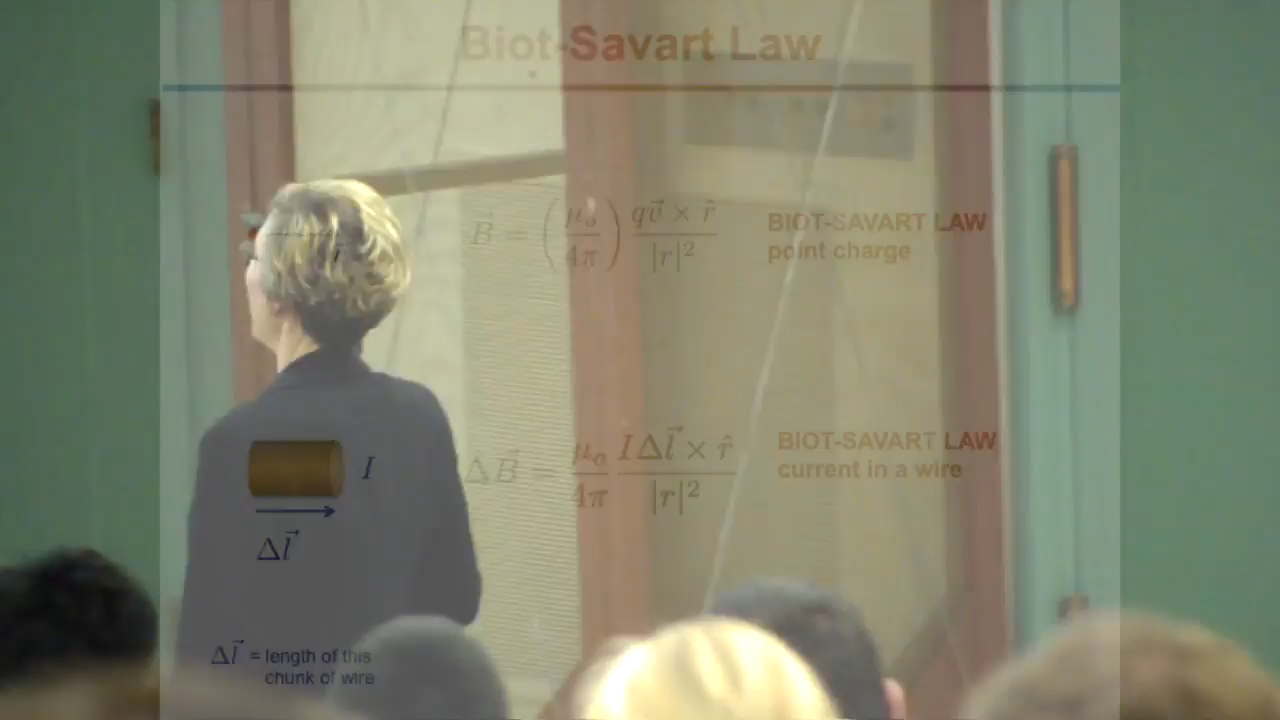 Biot-Savart Law
B⃗ = (μₒ/4π) qv⃗ × r̂ / |r|²
BIOT-SAVART LAW
point charge
r
ΔB⃗ = μₒ/4π IΔl⃗ × r̂ / |r|²
BIOT-SAVART LAW
current in a wire
I
Δl⃗
Δl⃗ = length of this
chunk of wire